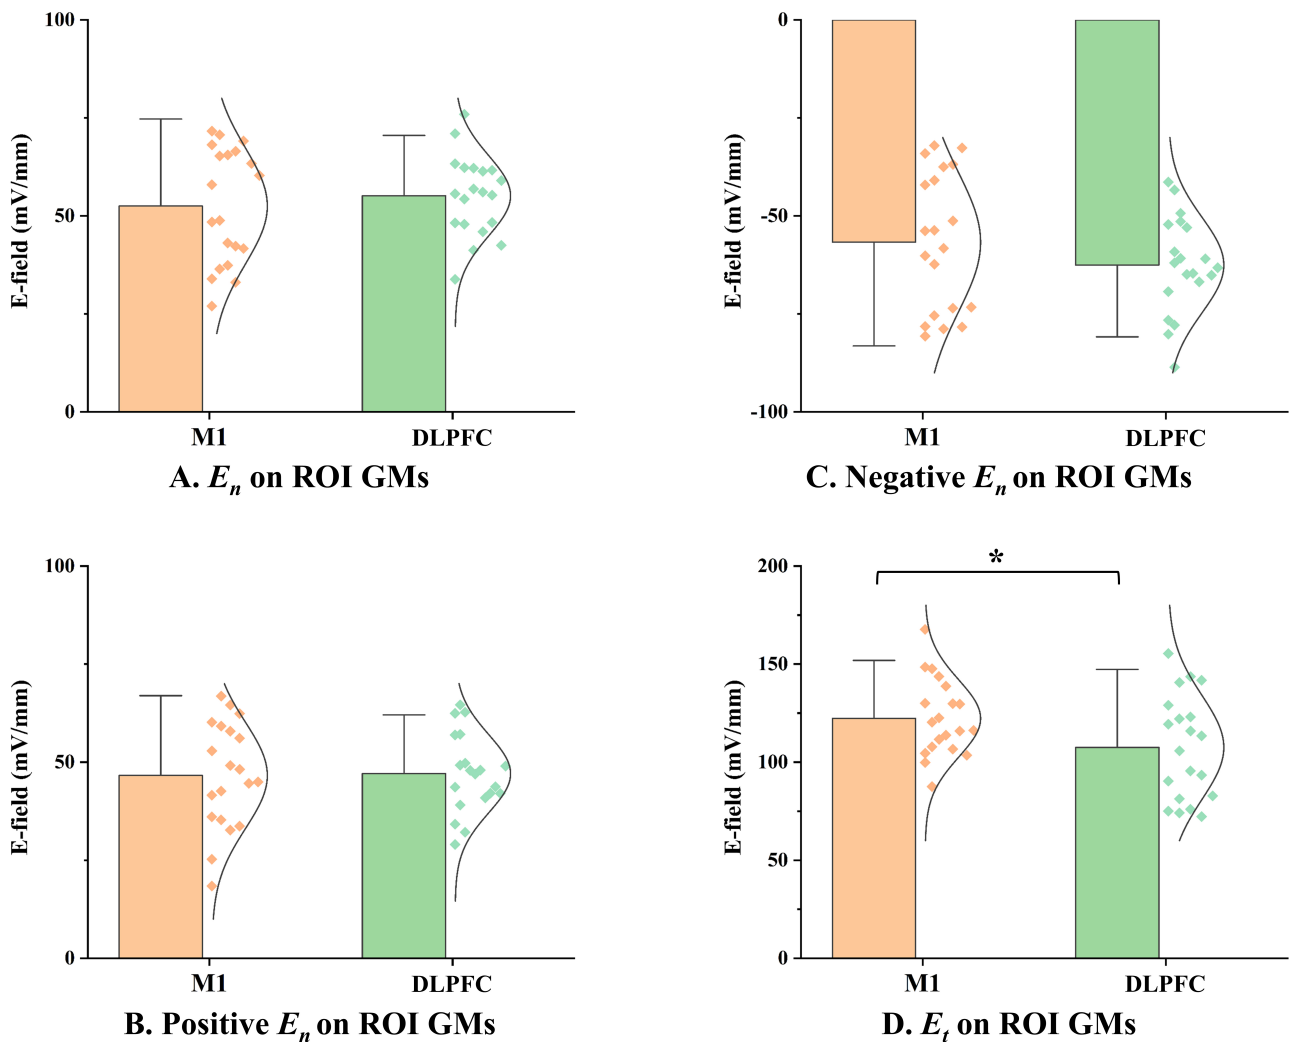 100
50
0
E-field (mV/mm)
M1
DLPFC
A. En on ROI GMs
0
-50
-100
E-field (mV/mm)
M1
DLPFC
C. Negative En on ROI GMs
100
50
0
E-field (mV/mm)
M1
DLPFC
B. Positive En on ROI GMs
*
200
150
100
50
0
E-field (mV/mm)
M1
DLPFC
D. Et on ROI GMs